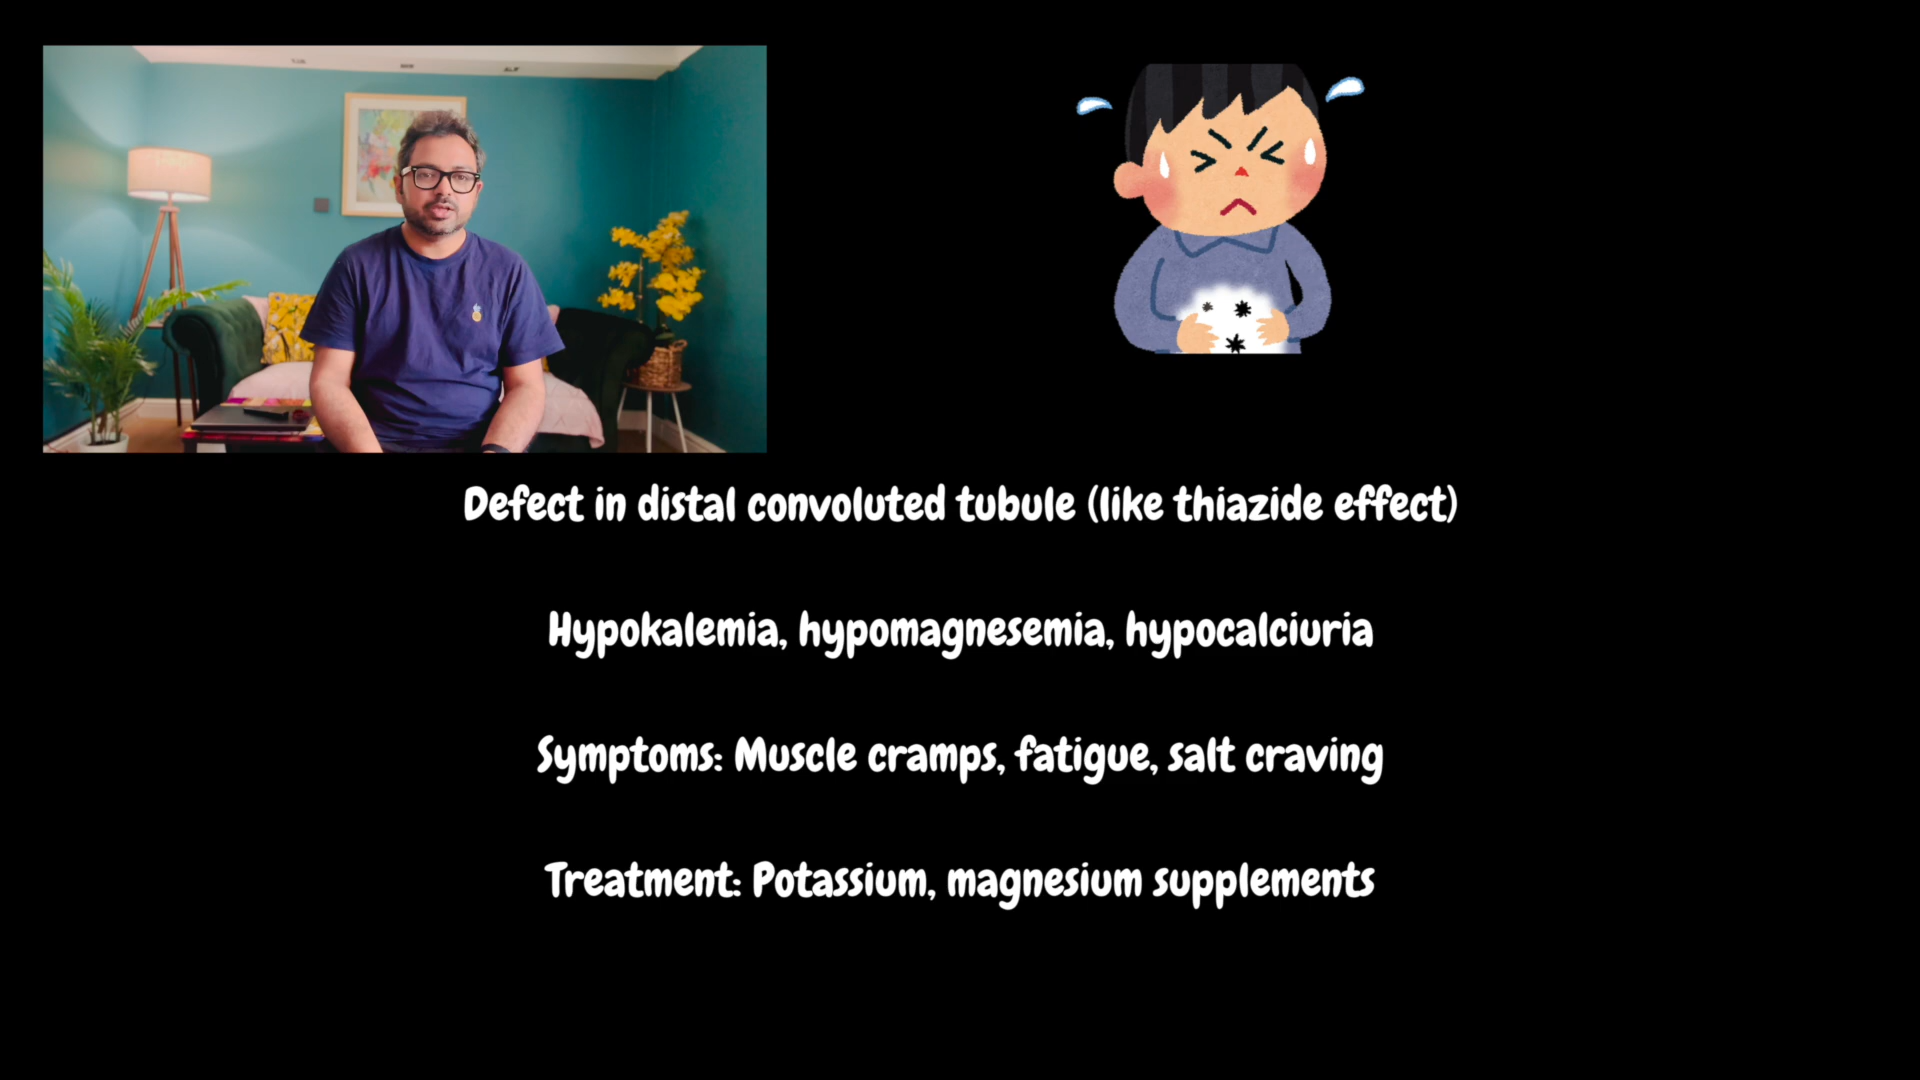 Defect in distal convoluted tubule (like thiazide effect)
Hypokalemia, hypomagnesemia, hypocalciuria
Symptoms: Muscle cramps, fatigue, salt craving
Treatment: Potassium, magnesium supplements